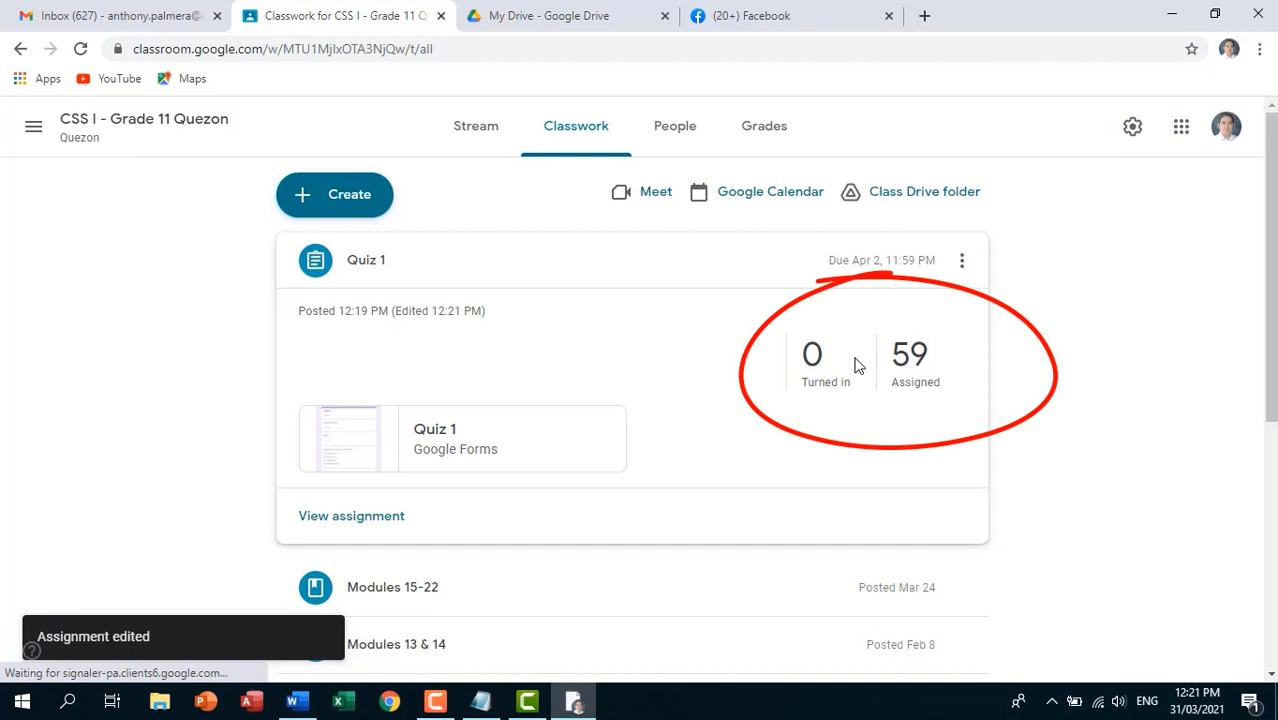 Inbox (627) - anthony.palmera@
Classwork for CSS I - Grade 11 Q
My Drive - Google Drive
(20+) Facebook
classroom.google.com/w/MTU1MjIxOTA3NjQw/t/all
Apps
YouTube
Maps
CSS I - Grade 11 Quezon
Quezon
Stream
Classwork
People
Grades
Create
Meet
Google Calendar
Class Drive folder
Quiz 1
Due Apr 2, 11:59 PM
Posted 12:19 PM (Edited 12:21 PM)
0
Turned in
59
Assigned
Quiz 1
Google Forms
View assignment
Modules 15-22
Posted Mar 24
Assignment edited
Modules 13 & 14
Posted Feb 8
Waiting for signaler-pa.clients6.google.com...
ENG
12:21 PM
31/03/2021